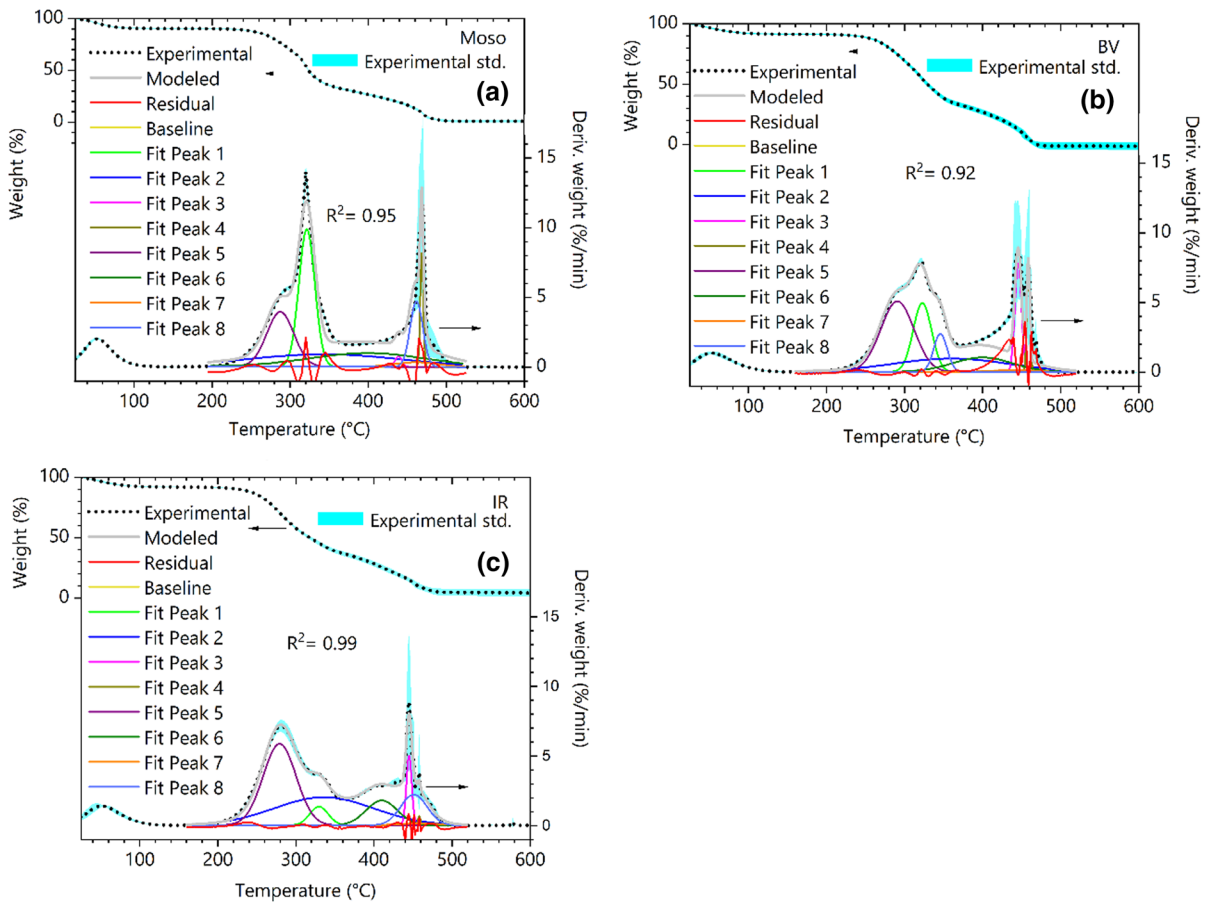 100
50
0
Weight (%)
Moso
Experimental
Experimental std.
Modeled
(a)
Residual
Baseline
Fit Peak 1
Fit Peak 2
Fit Peak 3
Fit Peak 4
Fit Peak 5
Fit Peak 6
Fit Peak 7
Fit Peak 8
R²= 0.95
15
10
5
0
Deriv. weight (%/min)
100 200 300 400 500 600
Temperature (°C)
100
50
0
Weight (%)
BV
Experimental
Experimental std.
Modeled
(b)
Residual
Baseline
Fit Peak 1
Fit Peak 2
Fit Peak 3
Fit Peak 4
Fit Peak 5
Fit Peak 6
Fit Peak 7
Fit Peak 8
R²= 0.92
15
10
5
0
Deriv. weight (%/min)
100 200 300 400 500 600
Temperature (°C)
100
50
0
Weight (%)
IR
Experimental
Experimental std.
Modeled
(c)
Residual
Baseline
Fit Peak 1
Fit Peak 2
Fit Peak 3
Fit Peak 4
Fit Peak 5
Fit Peak 6
Fit Peak 7
Fit Peak 8
R²= 0.99
15
10
5
0
Deriv. weight (%/min)
100 200 300 400 500 600
Temperature (°C)